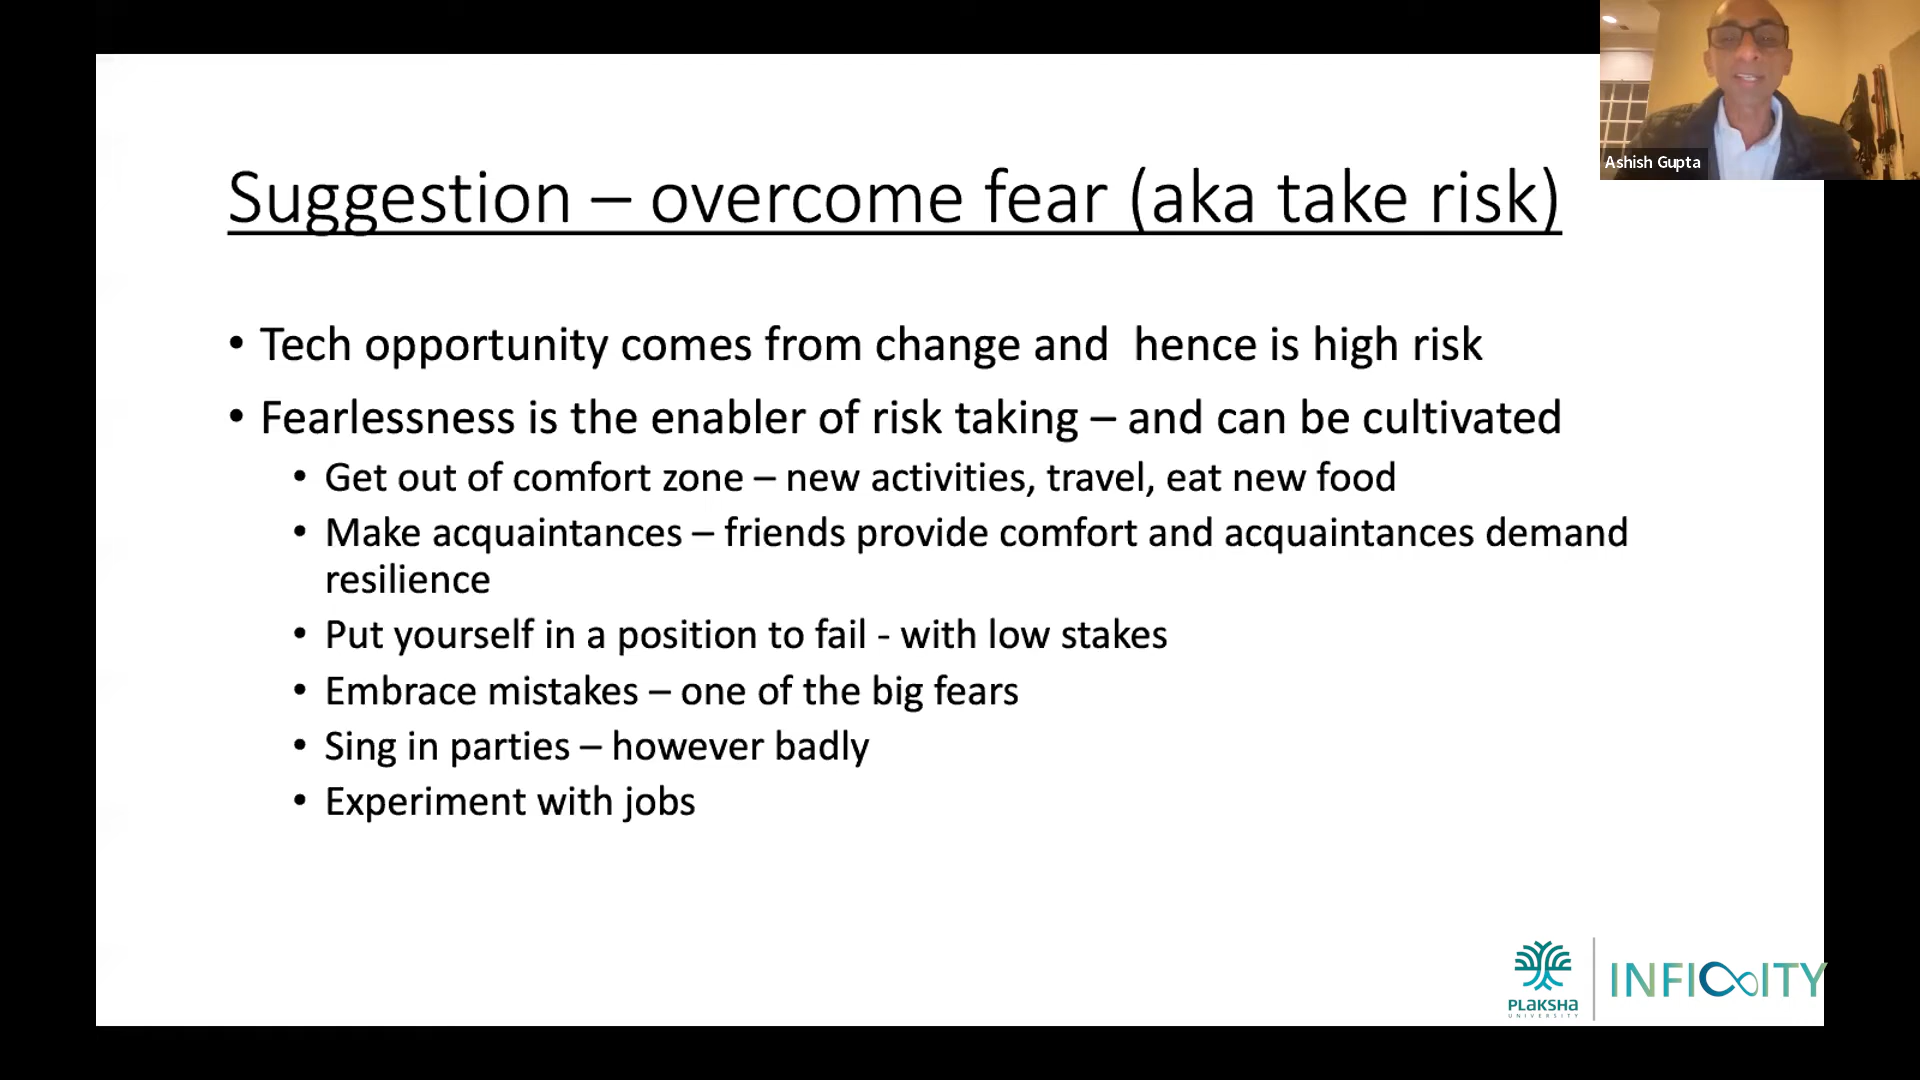 Ashish Gupta
Suggestion – overcome fear (aka take risk)
• Tech opportunity comes from change and  hence is high risk
• Fearlessness is the enabler of risk taking – and can be cultivated
• Get out of comfort zone – new activities, travel, eat new food
• Make acquaintances – friends provide comfort and acquaintances demand
resilience
• Put yourself in a position to fail - with low stakes
• Embrace mistakes – one of the big fears
• Sing in parties – however badly
• Experiment with jobs
PLAKSHA
UNIVERSITY
INFI∞ITY